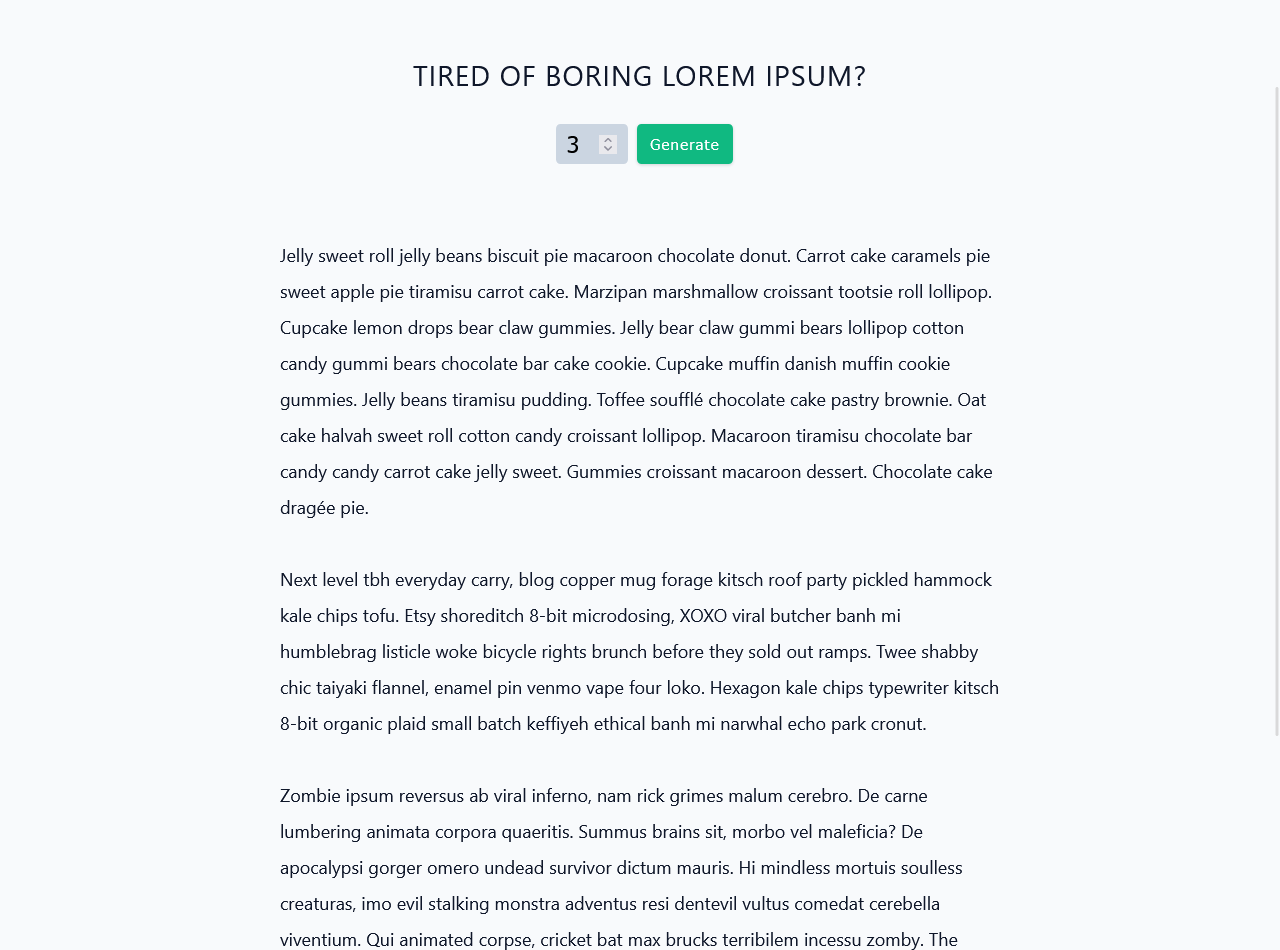 TIRED OF BORING LOREM IPSUM?
3
Generate
Jelly sweet roll jelly beans biscuit pie macaroon chocolate donut. Carrot cake caramels pie
sweet apple pie tiramisu carrot cake. Marzipan marshmallow croissant tootsie roll lollipop.
Cupcake lemon drops bear claw gummies. Jelly bear claw gummi bears lollipop cotton
candy gummi bears chocolate bar cake cookie. Cupcake muffin danish muffin cookie
gummies. Jelly beans tiramisu pudding. Toffee soufflé chocolate cake pastry brownie. Oat
cake halvah sweet roll cotton candy croissant lollipop. Macaroon tiramisu chocolate bar
candy candy carrot cake jelly sweet. Gummies croissant macaroon dessert. Chocolate cake
dragée pie.
Next level tbh everyday carry, blog copper mug forage kitsch roof party pickled hammock
kale chips tofu. Etsy shoreditch 8-bit microdosing, XOXO viral butcher banh mi
humblebrag listicle woke bicycle rights brunch before they sold out ramps. Twee shabby
chic taiyaki flannel, enamel pin venmo vape four loko. Hexagon kale chips typewriter kitsch
8-bit organic plaid small batch keffiyeh ethical banh mi narwhal echo park cronut.
Zombie ipsum reversus ab viral inferno, nam rick grimes malum cerebro. De carne
lumbering animata corpora quaeritis. Summus brains sit, morbo vel maleficia? De
apocalypsi gorger omero undead survivor dictum mauris. Hi mindless mortuis soulless
creaturas, imo evil stalking monstra adventus resi dentevil vultus comedat cerebella
viventium. Qui animated corpse, cricket bat max brucks terribilem incessu zomby. The